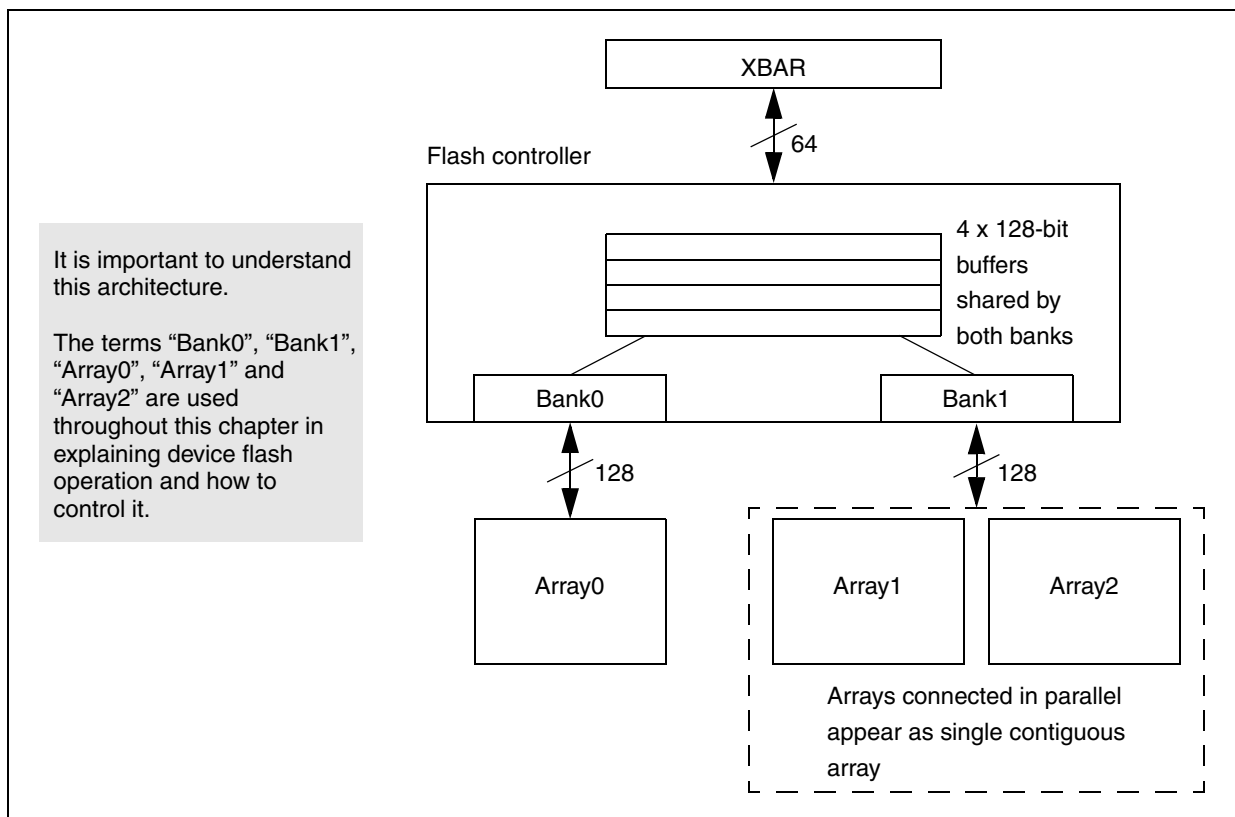 XBAR
64
Flash controller
It is important to understand
this architecture.
The terms “Bank0”, “Bank1”,
“Array0”, “Array1” and
“Array2” are used
throughout this chapter in
explaining device flash
operation and how to
control it.
4 x 128-bit
buffers
shared by
both banks
Bank0
Bank1
128
128
Array0
Array1
Array2
Arrays connected in parallel
appear as single contiguous
array